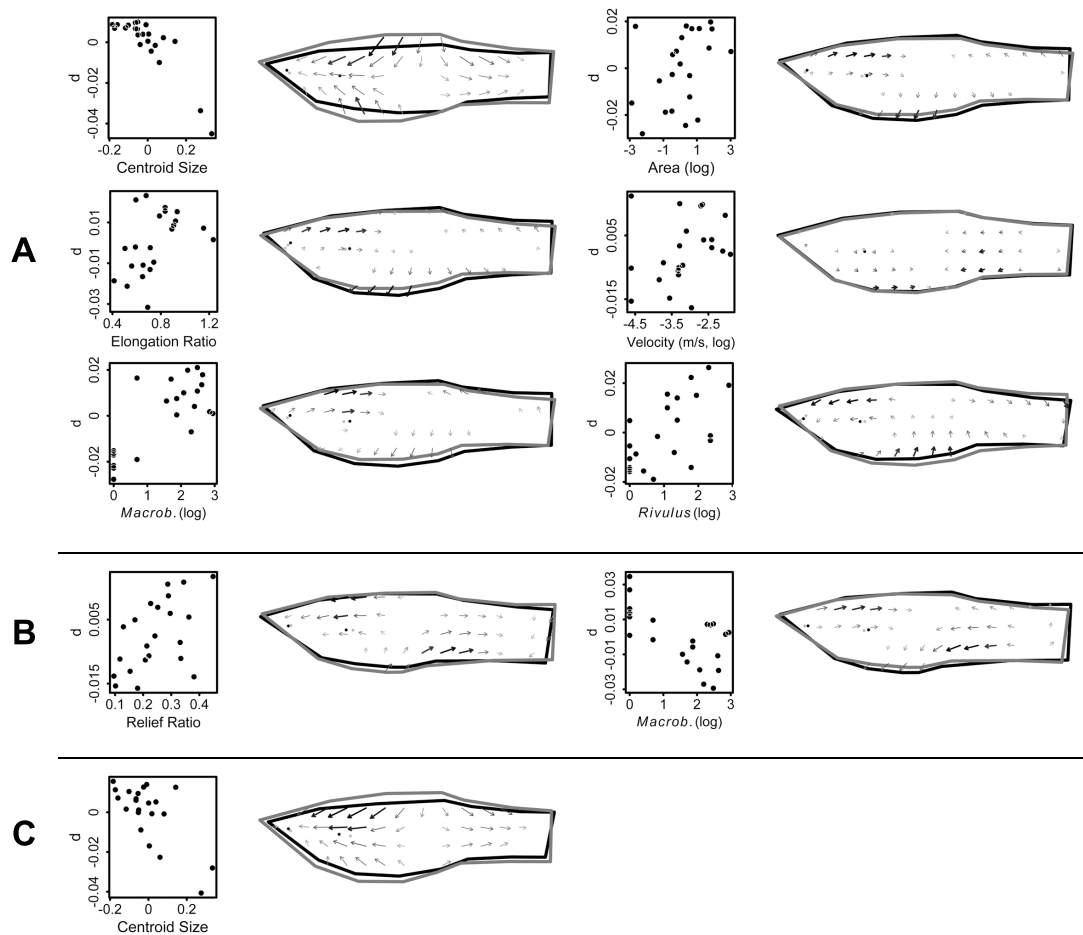 A
d
0
-0.02
-0.04
-0.2
0
0.2
Centroid Size
d
0.02
0
-0.02
-3
-1
1
3
Area (log)
d
0.01
-0.01
-0.03
0.4
0.8
1.2
Elongation Ratio
d
0.005
-0.015
-4.5
-3.5
-2.5
Velocity (m/s, log)
d
0.02
0
-0.02
0
1
2
3
Macrob. (log)
d
0.02
0
-0.02
0
1
2
3
Rivulus (log)
B
d
0.005
-0.015
0.1
0.2
0.3
0.4
Relief Ratio
d
0.03
0.01
-0.01
-0.03
0
1
2
3
Macrob. (log)
C
d
0
-0.02
-0.04
-0.2
0
0.2
Centroid Size